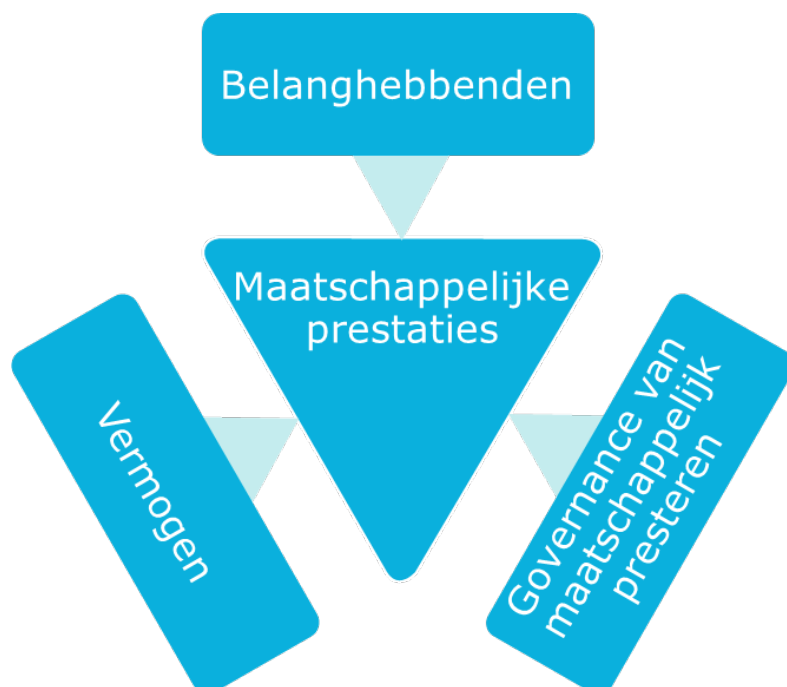 Belanghebbenden
Maatschappelijke
prestaties
Vermogen
Governance van
maatschappelijk
presteren